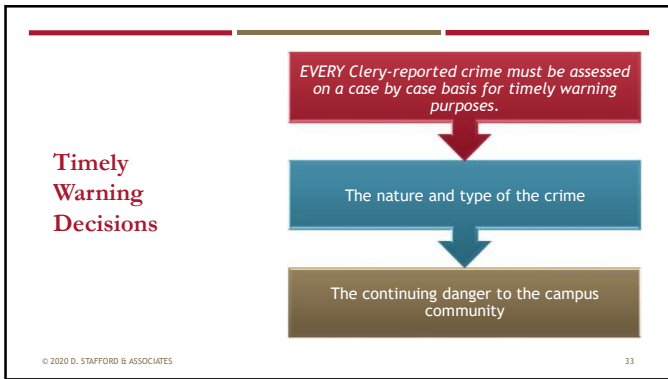 Timely
Warning
Decisions
EVERY Clery-reported crime must be assessed
on a case by case basis for timely warning
purposes.
The nature and type of the crime
The continuing danger to the campus
community
© 2020 D. STAFFORD & ASSOCIATES
33